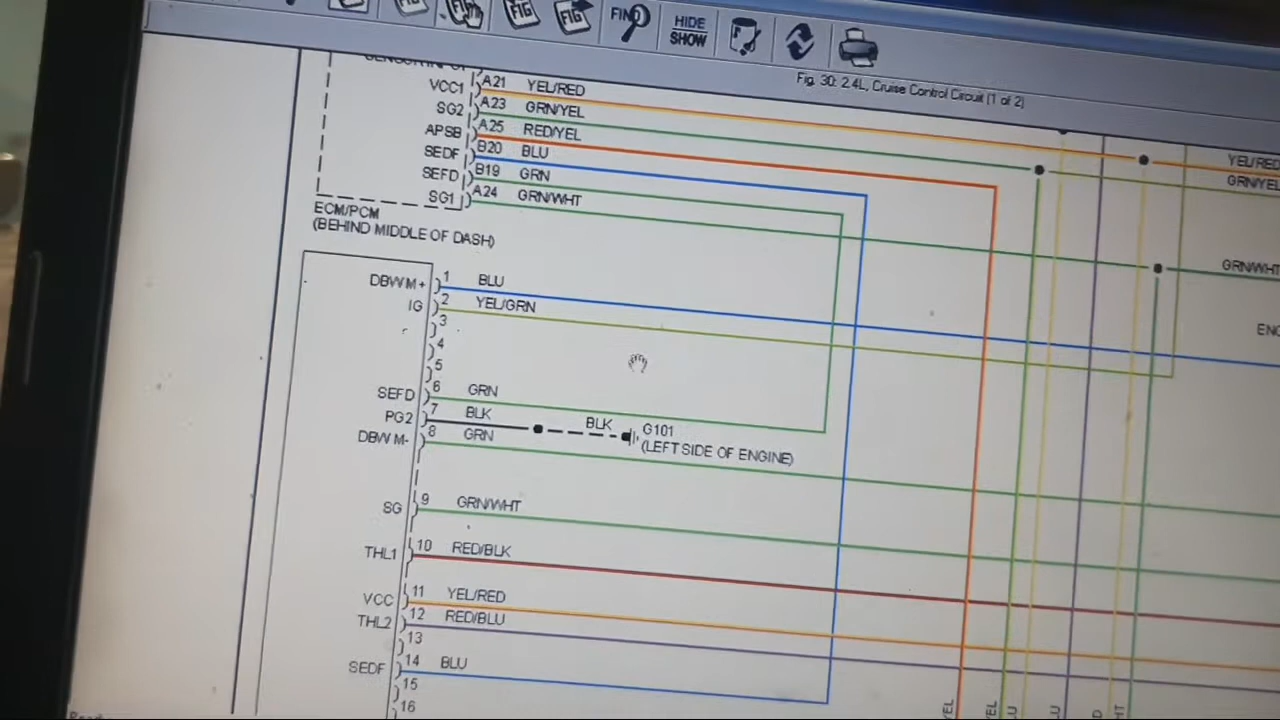 FIG
FIG
FIND
HIDE
SHOW
Fig. 30: 2.4L, Cruise Control Circuit (1 of 2)
VCC1 A21 YEL/RED
SG2 A23 GRN/YEL
APSB A25 RED/YEL
SEDF B20 BLU
SEFD B19 GRN
SG1 A24 GRN/WHT
YEL/RED
GRN/YEL
GRN/WHT
ECM/PCM
(BEHIND MIDDLE OF DASH)
DBW M+ 1 BLU
IG 2 YEL/GRN
3
4
5
SEFD 6 GRN
PG2 7 BLK BLK G101
(LEFT SIDE OF ENGINE)
DBW M- 8 GRN
SG 9 GRN/WHT
THL1 10 RED/BLK
VCC 11 YEL/RED
THL2 12 RED/BLU
13
SEDF 14 BLU
15
16